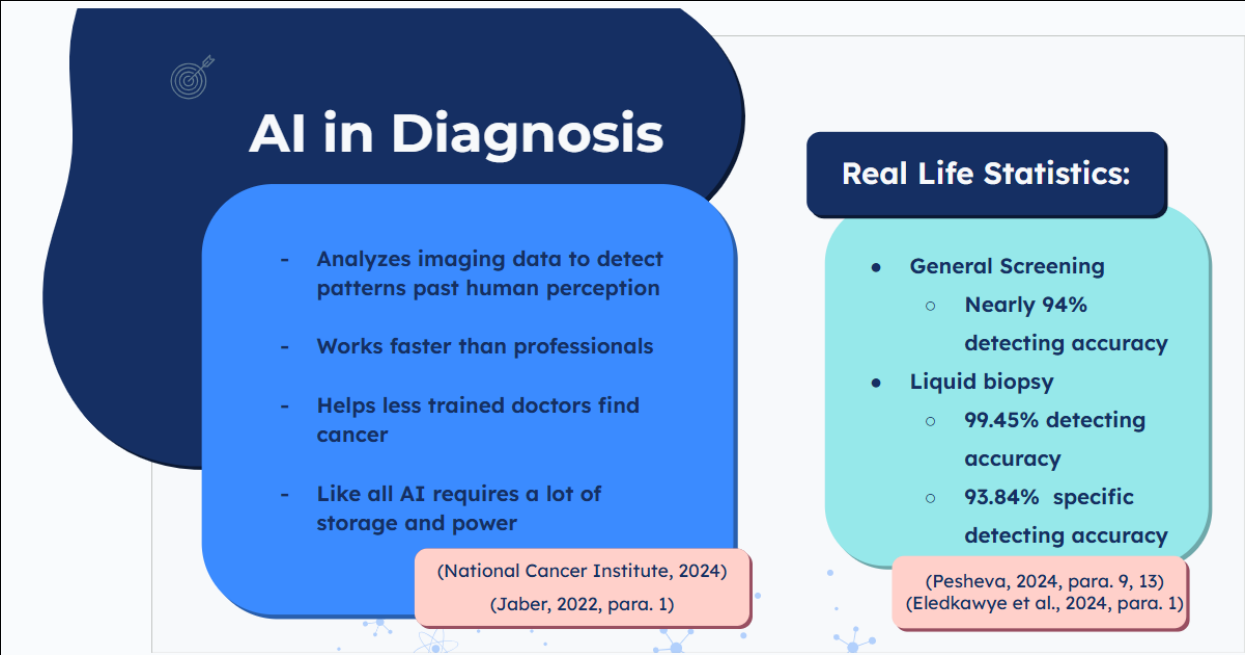 AI in Diagnosis
- Analyzes imaging data to detect
patterns past human perception
- Works faster than professionals
- Helps less trained doctors find
cancer
- Like all AI requires a lot of
storage and power
(National Cancer Institute, 2024)
(Jaber, 2022, para. 1)
Real Life Statistics:
● General Screening
○ Nearly 94%
detecting accuracy
● Liquid biopsy
○ 99.45% detecting
accuracy
○ 93.84% specific
detecting accuracy
(Pesheva, 2024, para. 9, 13)
(Eledkawye et al., 2024, para. 1)